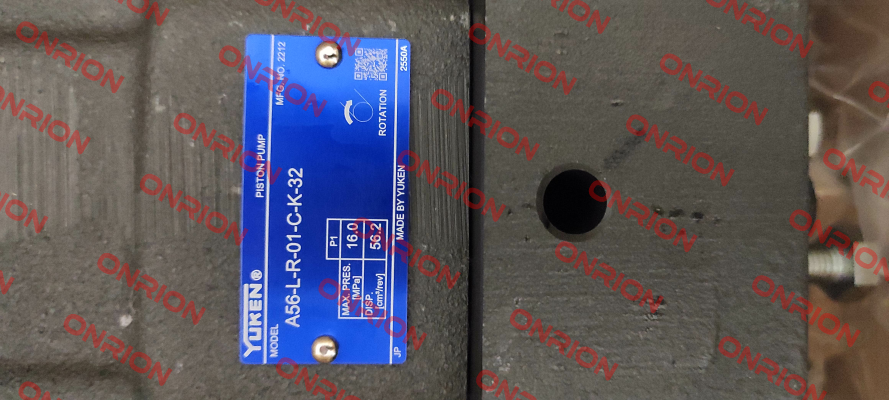 YUKEN®
PISTON PUMP
MODEL
MFG. NO. 2212
A56-L-R-01-C-K-32
P1
MAX. PRES. [MPa] 16.0
DISP. [cm³/rev] 56.2
ROTATION
JP
MADE BY YUKEN
2550A
ONRION